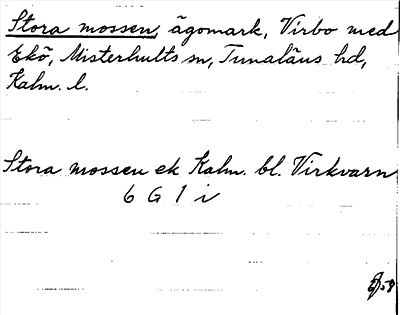 Stora mossen, ägomark, Virbo med
Ekö, Misterhults sn, Tunaläns hd,
Kalm. l.
Stora mossen ek Kalm. bl. Virkvarn
6 G 1 i